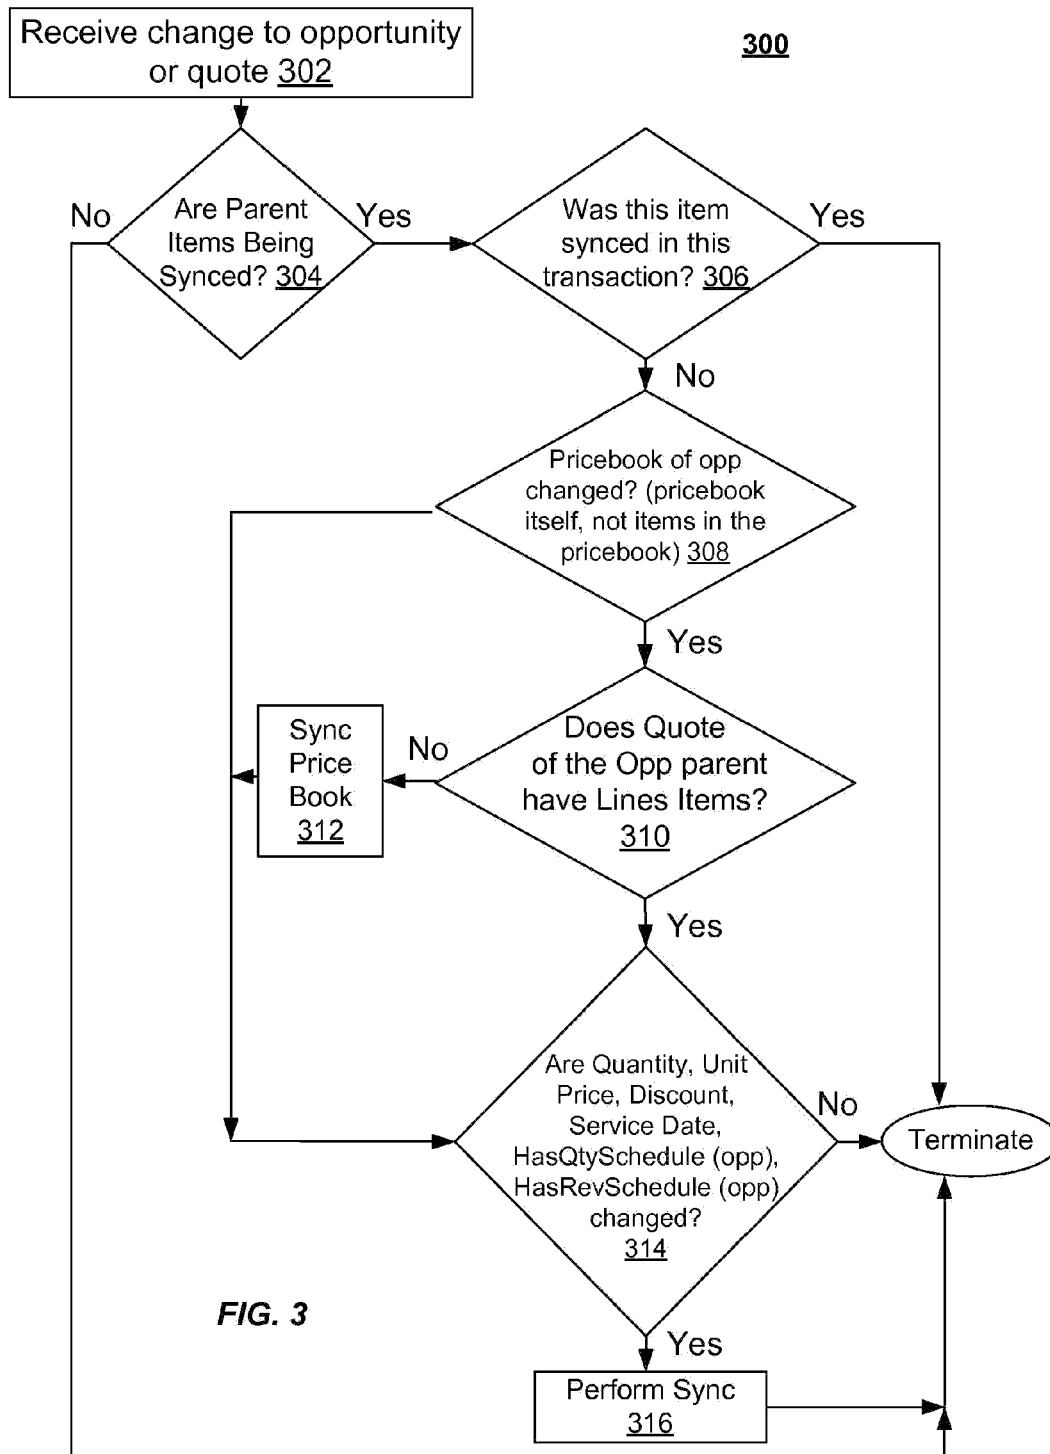 Receive change to opportunity
or quote 302
300
No
Are Parent
Items Being
Synced? 304
Yes
Was this item
synced in this
transaction? 306
Yes
No
Pricebook of opp
changed? (pricebook
itself, not items in the
pricebook) 308
Yes
Sync
Price
Book
312
No
Does Quote
of the Opp parent
have Lines Items?
310
Yes
Are Quantity, Unit
Price, Discount,
Service Date,
HasQtySchedule (opp),
HasRevSchedule (opp)
changed?
314
No
Terminate
FIG. 3
Yes
Perform Sync
316